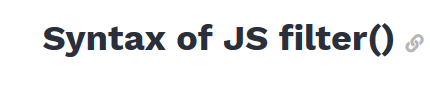 Syntax of JS filter()